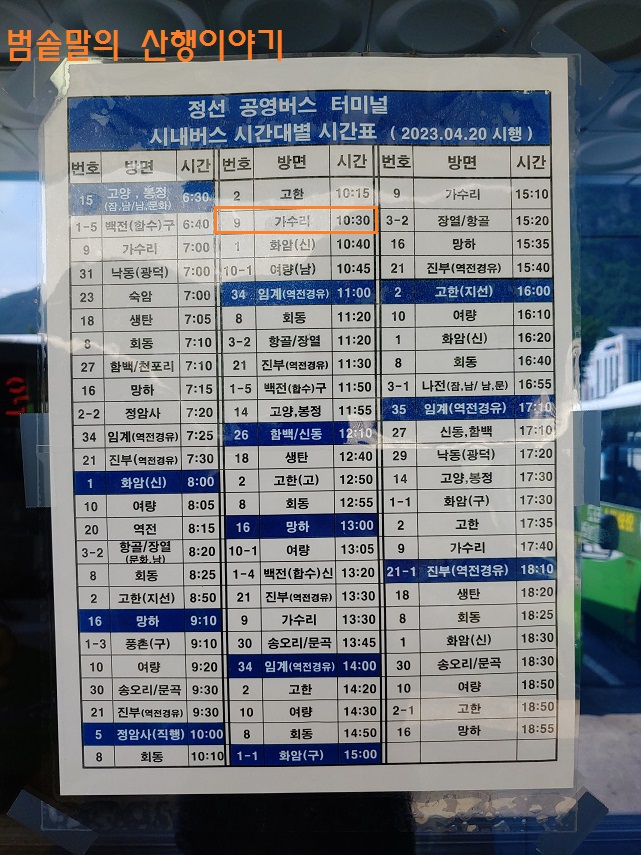 범솥말의 산행이야기
정선 공영버스 터미널
시내버스 시간대별 시간표 ( 2023.04.20 시행 )
번호 방면 시간 번호 방면 시간 번호 방면 시간
15 고양, 봉정 (잠,남/남,문화) 6:30
1-5 백전(합수)구 6:40
9 가수리 7:00
31 낙동(광덕) 7:00
23 숙암 7:00
18 생탄 7:05
8 회동 7:10
27 함백/천포리 7:10
16 망하 7:15
2-2 정암사 7:20
34 임계(역전경유) 7:25
21 진부(역전경유) 7:30
1 화암(신) 8:00
10 여량 8:05
20 역전 8:15
3-2 항골/장열 (문화,남) 8:20
8 회동 8:25
2 고한(지선) 8:50
16 망하 9:10
1-3 풍촌(구) 9:10
10 여량 9:20
30 송오리/문곡 9:30
21 진부(역전경유) 9:30
5 정암사(직행) 10:00
8 회동 10:10
2 고한 10:15
9 가수리 10:30
1 화암(신) 10:40
10-1 여량(남) 10:45
34 임계(역전경유) 11:00
8 회동 11:20
3-2 항골/장열 11:20
21 진부(역전경유) 11:30
1-5 백전(합수)구 11:50
14 고양,봉정 11:55
26 함백/신동 12:10
18 생탄 12:40
2 고한(고) 12:50
8 회동 12:55
16 망하 13:00
10-1 여량 13:05
1-4 백전(합수)신 13:20
21 진부(역전경유) 13:30
9 가수리 13:30
30 송오리/문곡 13:45
34 임계(역전경유) 14:00
2 고한 14:20
10 여량 14:30
8 회동 14:50
1-1 화암(구) 15:00
9 가수리 15:10
3-2 장열/항골 15:20
16 망하 15:35
21 진부(역전경유) 15:40
2 고한(지선) 16:00
10 여량 16:10
1 화암(신) 16:20
8 회동 16:40
3-1 나전(잠,남/ 남,문) 16:55
35 임계(역전경유) 17:10
27 신동,함백 17:10
29 낙동(광덕) 17:20
14 고양,봉정 17:30
1-1 화암(구) 17:30
2 고한 17:35
9 가수리 17:40
21-1 진부(역전경유) 18:10
18 생탄 18:20
8 회동 18:25
1 화암(신) 18:30
30 송오리/문곡 18:30
10 여량 18:50
2-1 고한 18:50
16 망하 18:55